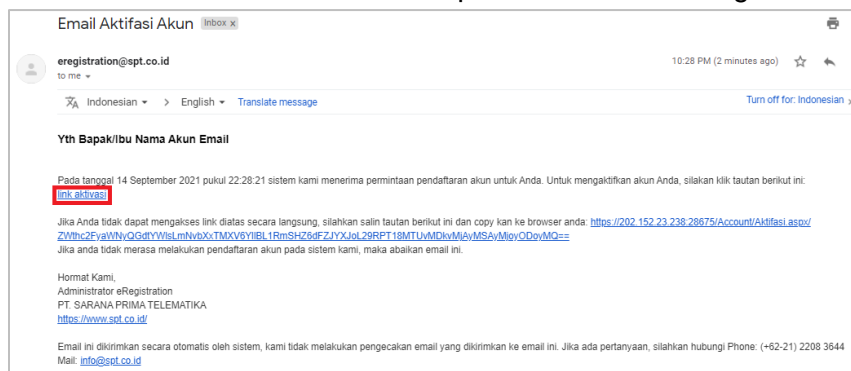 Email Aktifasi Akun Inbox x
eregistration@spt.co.id 10:28 PM (2 minutes ago)
to me
Indonesian > English Translate message Turn off for: Indonesian x
Yth Bapak/Ibu Nama Akun Email
Pada tanggal 14 September 2021 pukul 22:28:21 sistem kami menerima permintaan pendaftaran akun untuk Anda. Untuk mengaktifkan akun Anda, silakan klik tautan berikut ini:
link aktivasi
Jika Anda tidak dapat mengakses link diatas secara langsung, silahkan salin tautan berikut ini dan copy kan ke browser anda: https://202.152.23.238:28675/Account/Aktifasi.aspx/
Jika anda tidak merasa melakukan pendaftaran akun pada sistem kami, maka abaikan email ini.
Hormat Kami,
Administrator eRegistration
PT. SARANA PRIMA TELEMATIKA
https://www.spt.co.id/
Email ini dikirimkan secara otomatis oleh sistem, kami tidak melakukan pengecakan email yang dikirimkan ke email ini. Jika ada pertanyaan, silahkan hubungi Phone: (+62-21) 2208 3644
Mail: info@spt.co.id